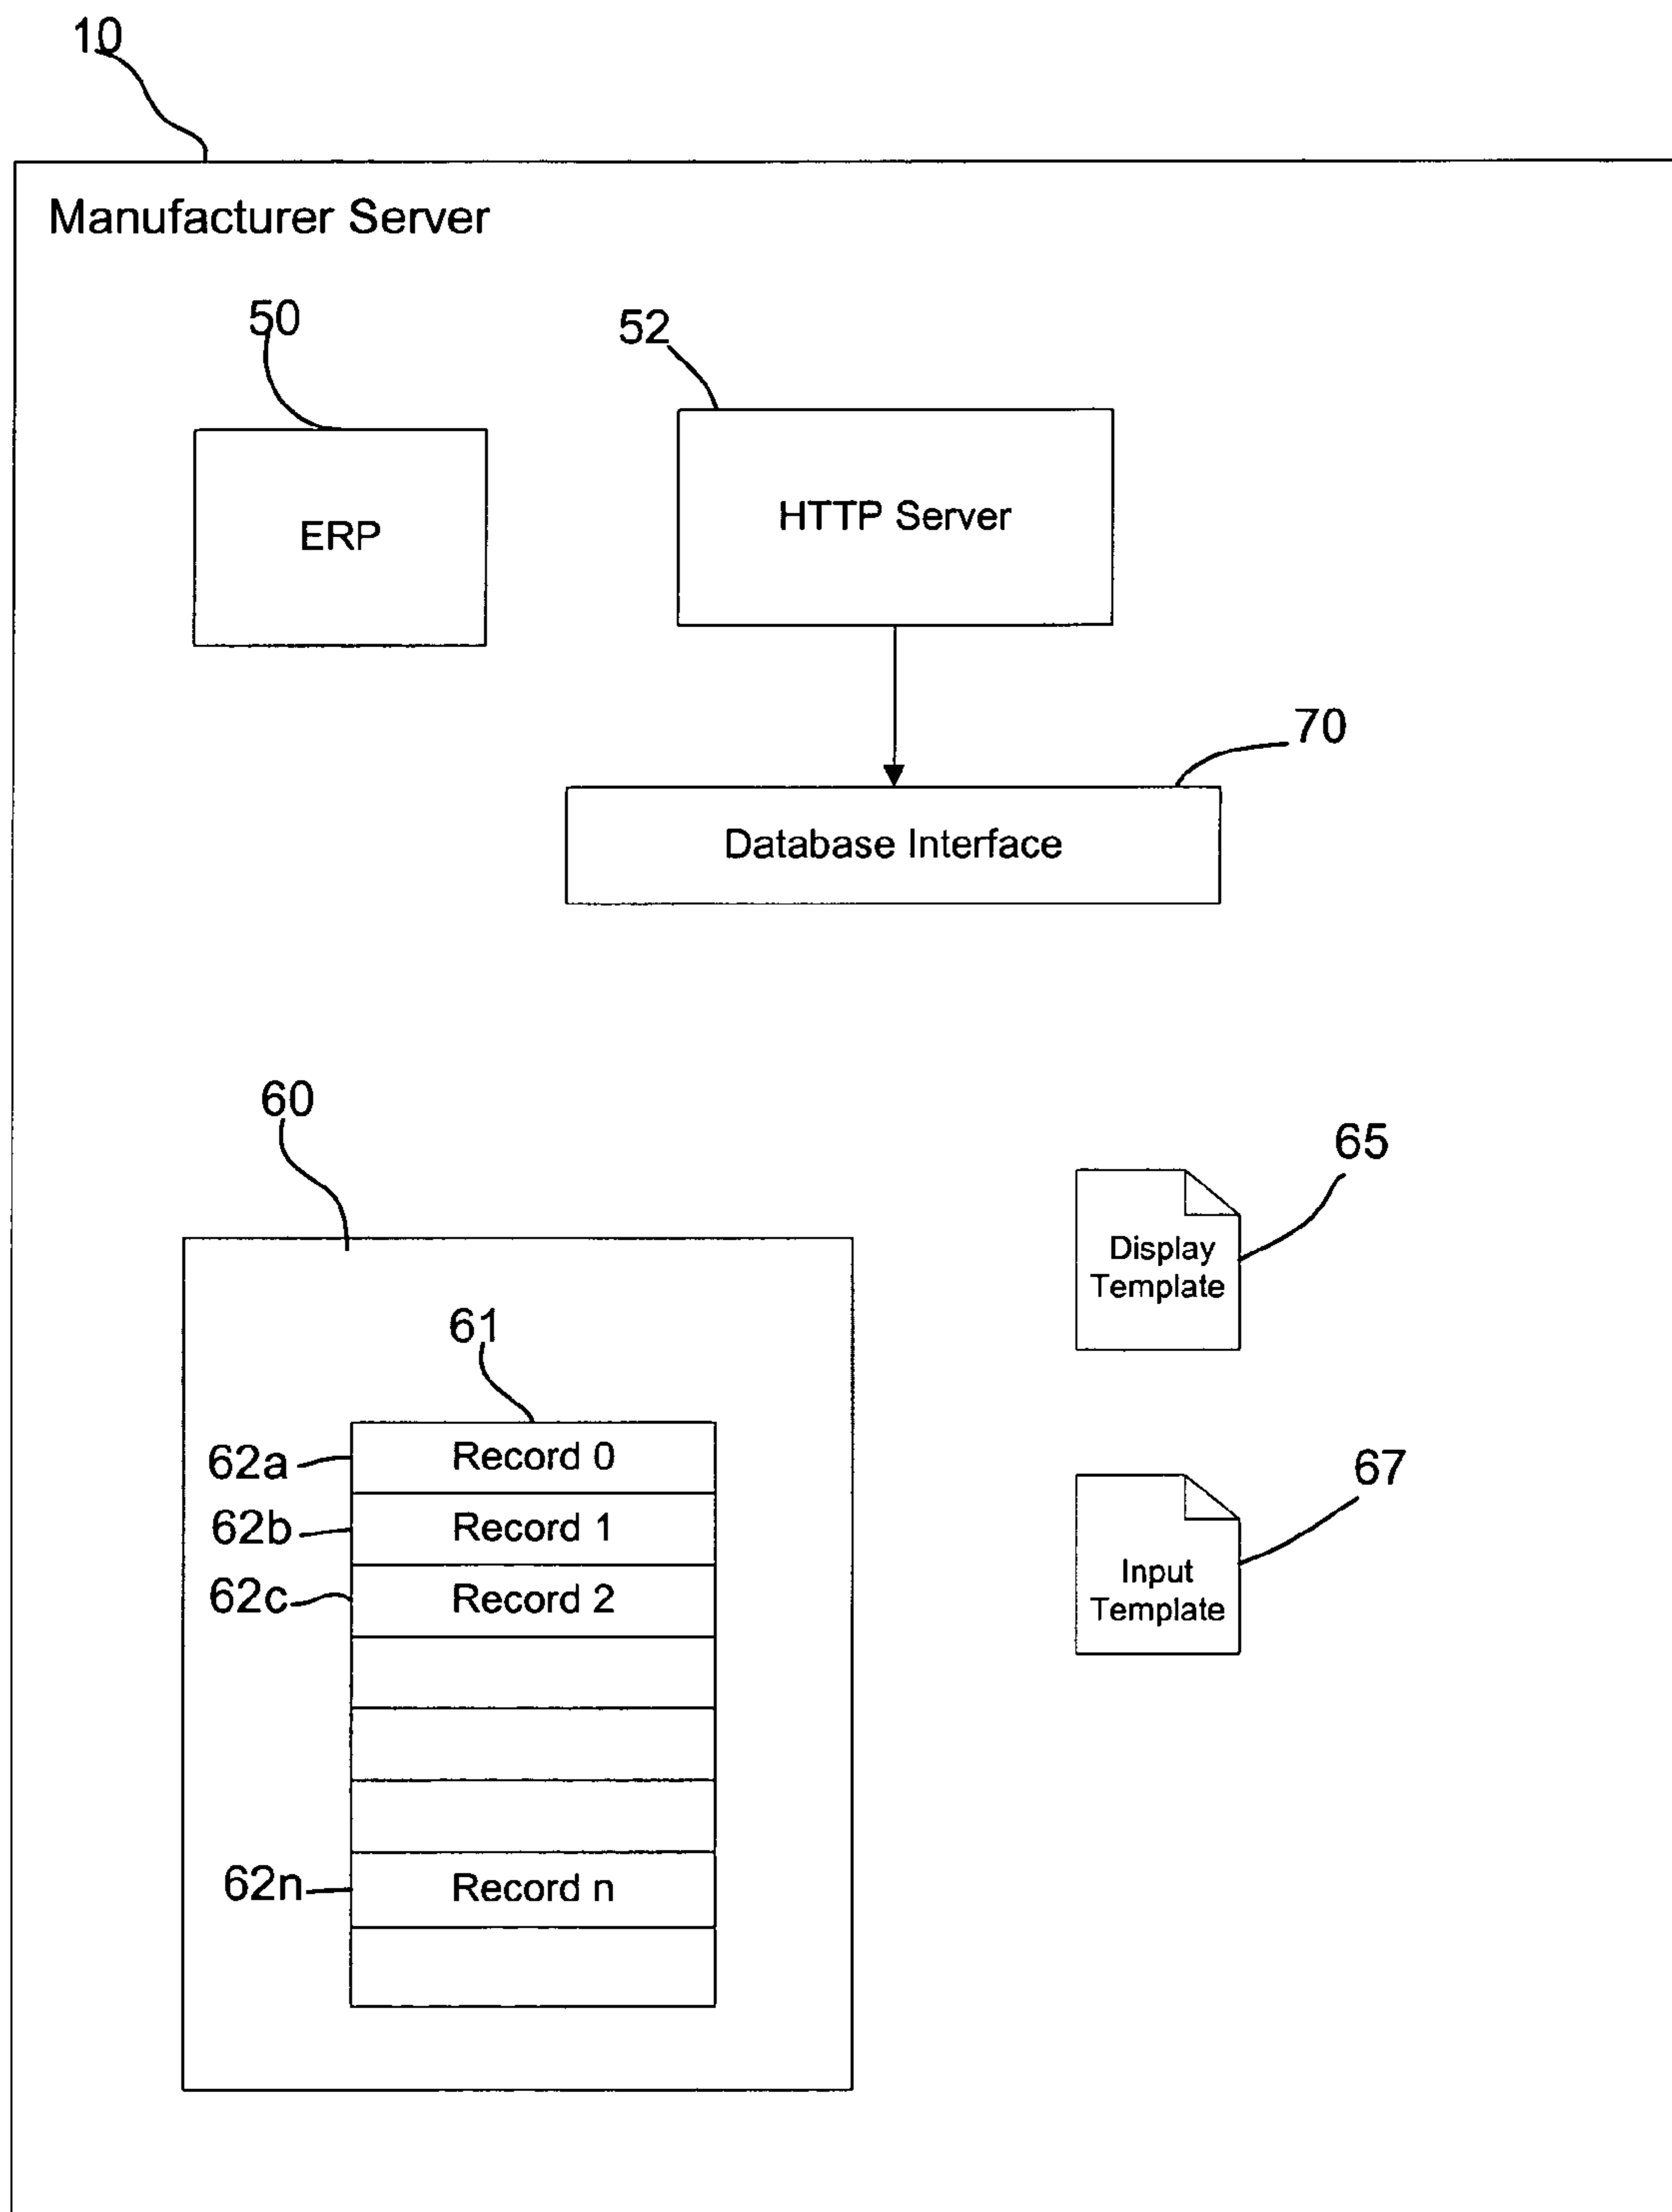 10
Manufacturer Server
50
52
ERP
HTTP Server
70
Database Interface
60
65
Display
Template
61
62a
Record 0
67
62b
Record 1
62c
Record 2
Input
Template
62n
Record n